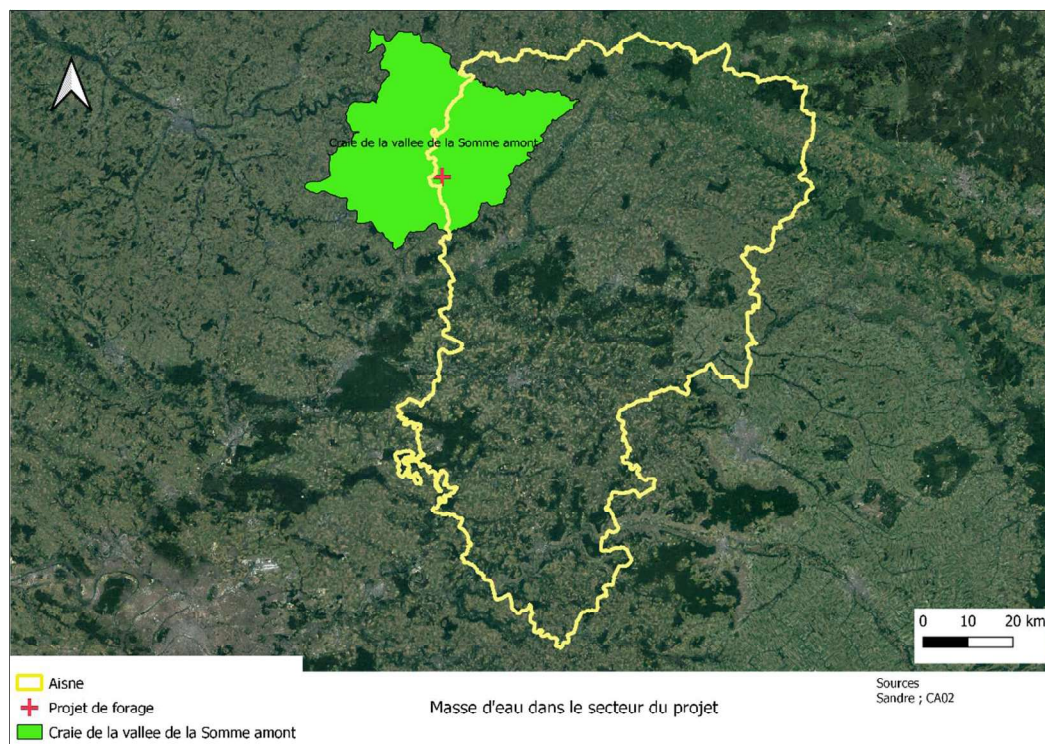 Craie de la vallee de la Somme amont
0 10 20 km
Aisne
Projet de forage
Craie de la vallee de la Somme amont
Masse d'eau dans le secteur du projet
Sources
Sandre ; CA02